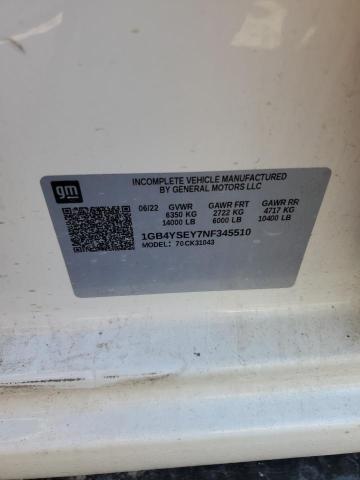 gm
INCOMPLETE VEHICLE MANUFACTURED
BY GENERAL MOTORS LLC
06/22 GVWR GAWR FRT GAWR RR
6350 KG 2722 KG 4717 KG
14000 LB 6000 LB 10400 LB
1GB4YSEY7NF345510
MODEL: 70CK31043